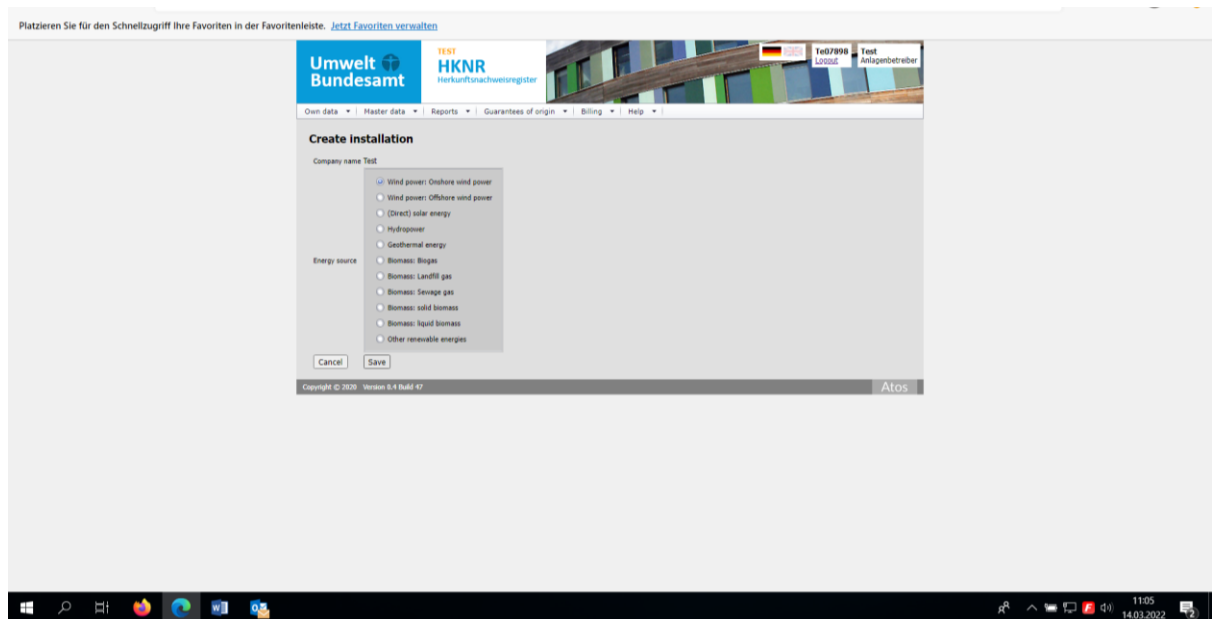 Platzieren Sie für den Schnellzugriff Ihre Favoriten in der Favoritenleiste. Jetzt Favoriten verwalten
Umwelt
Bundesamt
TEST
HKNR
Herkunftsnachweisregister
Te07898
Logout
Test
Anlagenbetreiber
Own data
Master data
Reports
Guarantees of origin
Billing
Help
Create installation
Company name Test
Energy source
Wind power: Onshore wind power
Wind power: Offshore wind power
(Direct) solar energy
Hydropower
Geothermal energy
Biomass: Biogas
Biomass: Landfill gas
Biomass: Sewage gas
Biomass: solid biomass
Biomass: liquid biomass
Other renewable energies
Cancel
Save
Copyright © 2020 Version 8.4 Build 47
Atos
11:05
14.03.2022
2